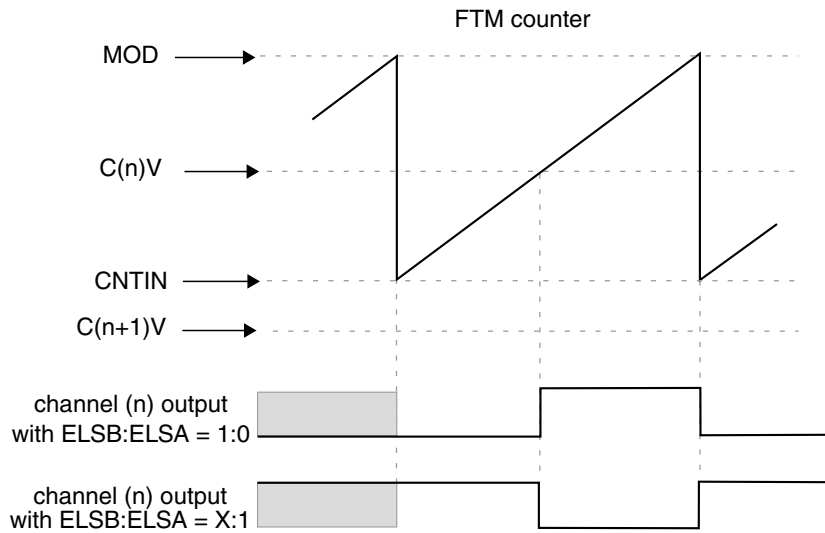 FTM counter
MOD
C(n)V
CNTIN
C(n+1)V
channel (n) output
with ELSB:ELSA = 1:0
channel (n) output
with ELSB:ELSA = X:1